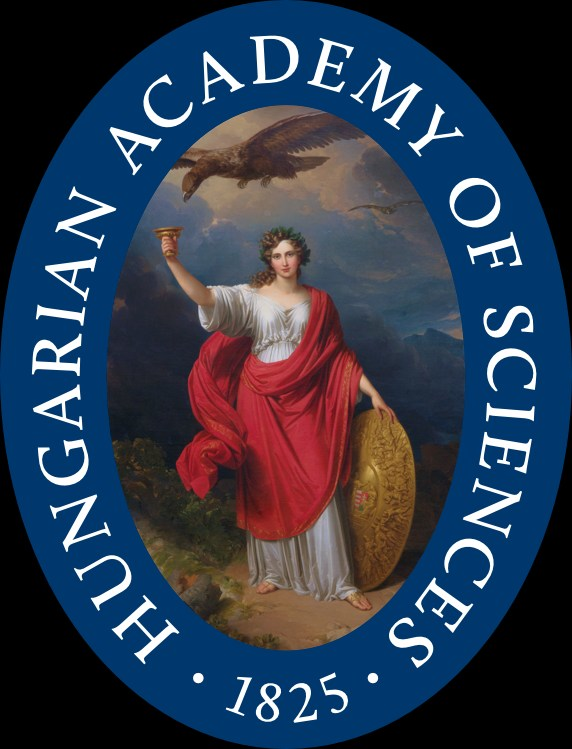 HUNGARIAN ACADEMY OF SCIENCES
· 1825 ·